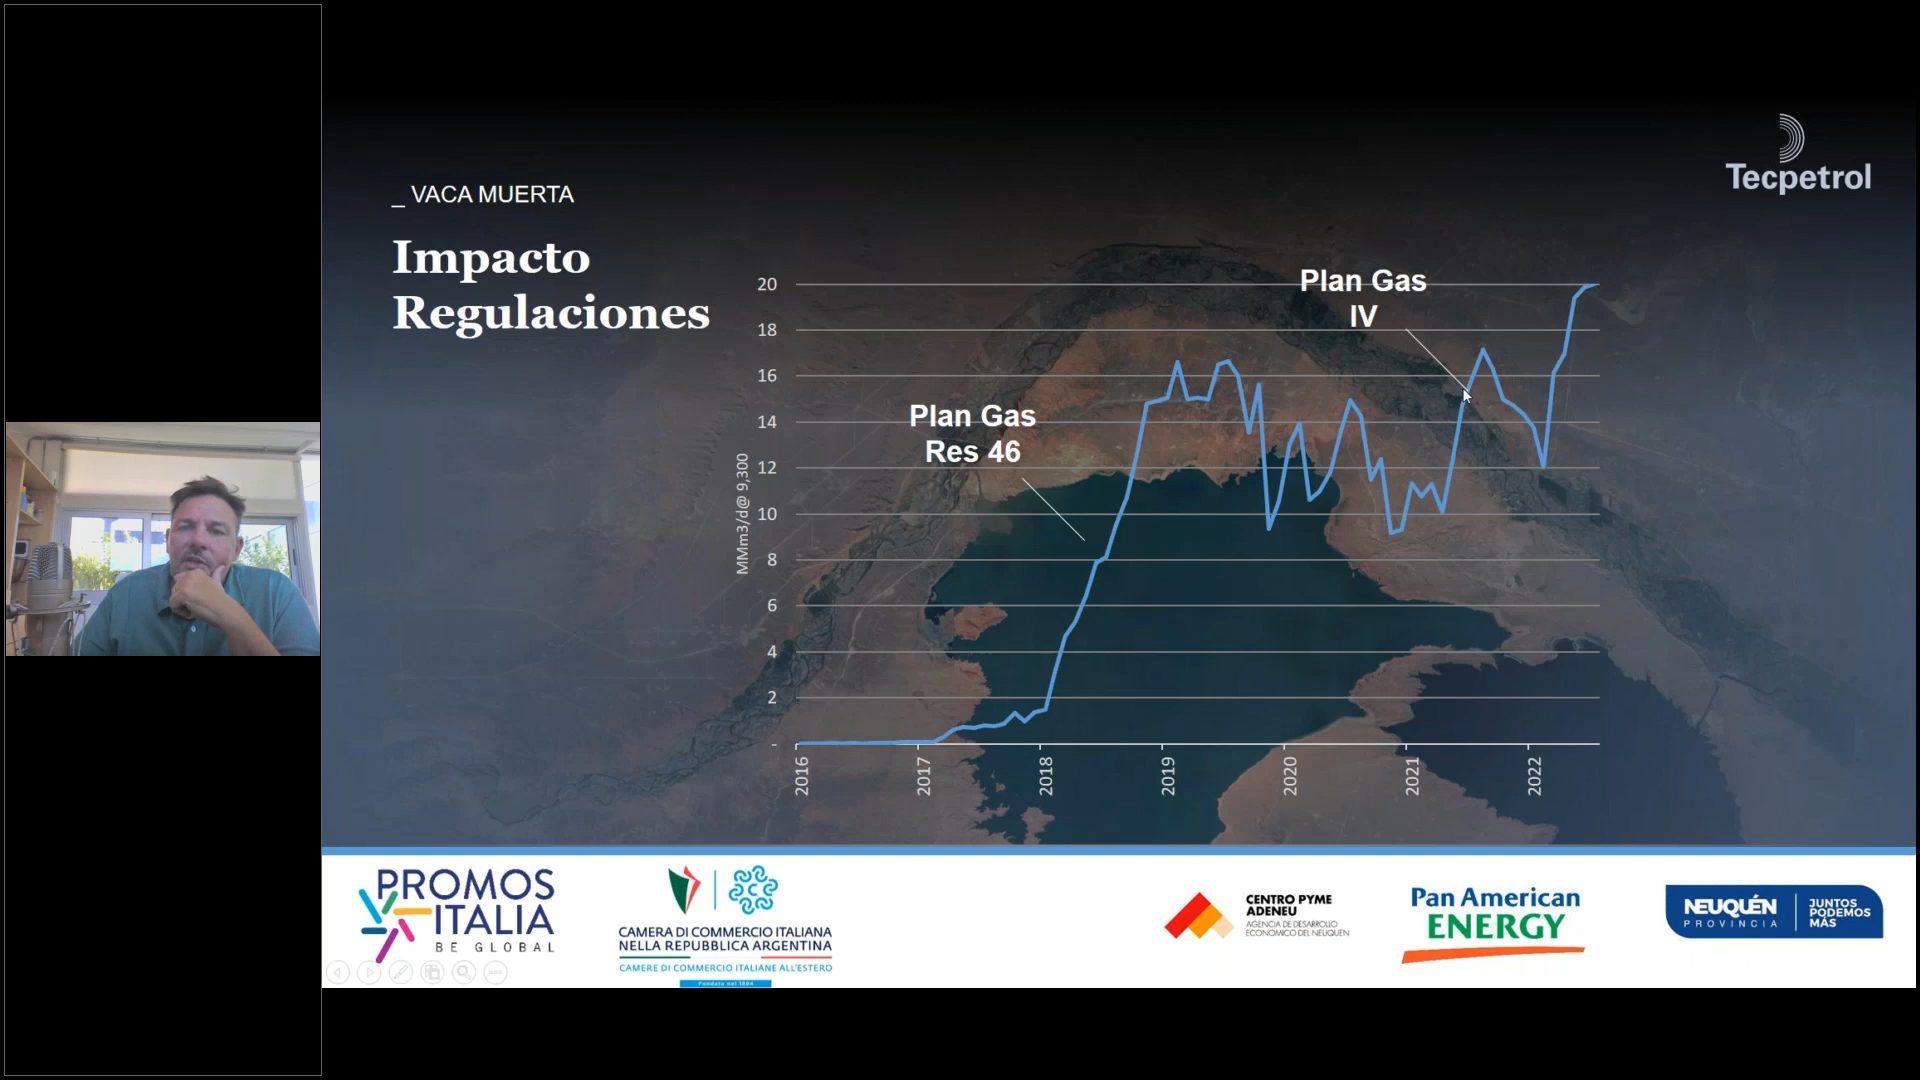 Tecpetrol
_ VACA MUERTA
Impacto
Regulaciones
Plan Gas
IV
Plan Gas
Res 46
MMm3/d@ 9,300
20
18
16
14
12
10
8
6
4
2
-
2016
2017
2018
2019
2020
2021
2022
PROMOS
ITALIA
BE GLOBAL
CAMERA DI COMMERCIO ITALIANA
NELLA REPUBBLICA ARGENTINA
CAMERE DI COMMERCIO ITALIANE ALL'ESTERO
Fondata nel 1884
CENTRO PYME
ADENEU
AGENCIA DE DESARROLLO
ECONOMICO DEL NEUQUEN
Pan American
ENERGY
NEUQUÉN
PROVINCIA
JUNTOS
PODEMOS
MÁS